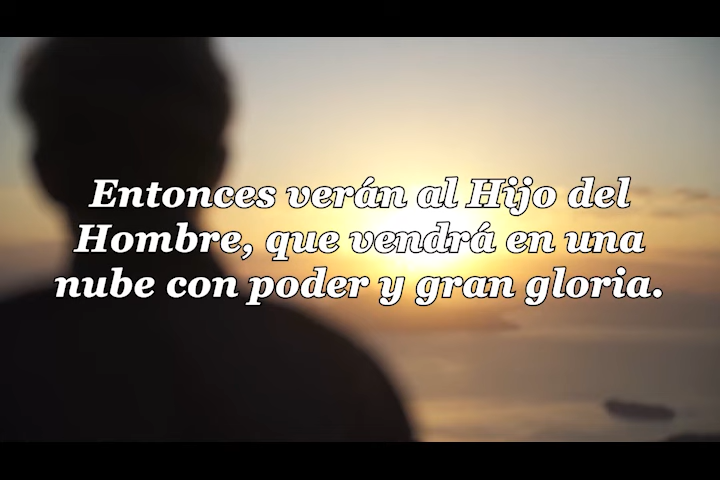 Entonces verán al Hijo del
Hombre, que vendrá en una
nube con poder y gran gloria.